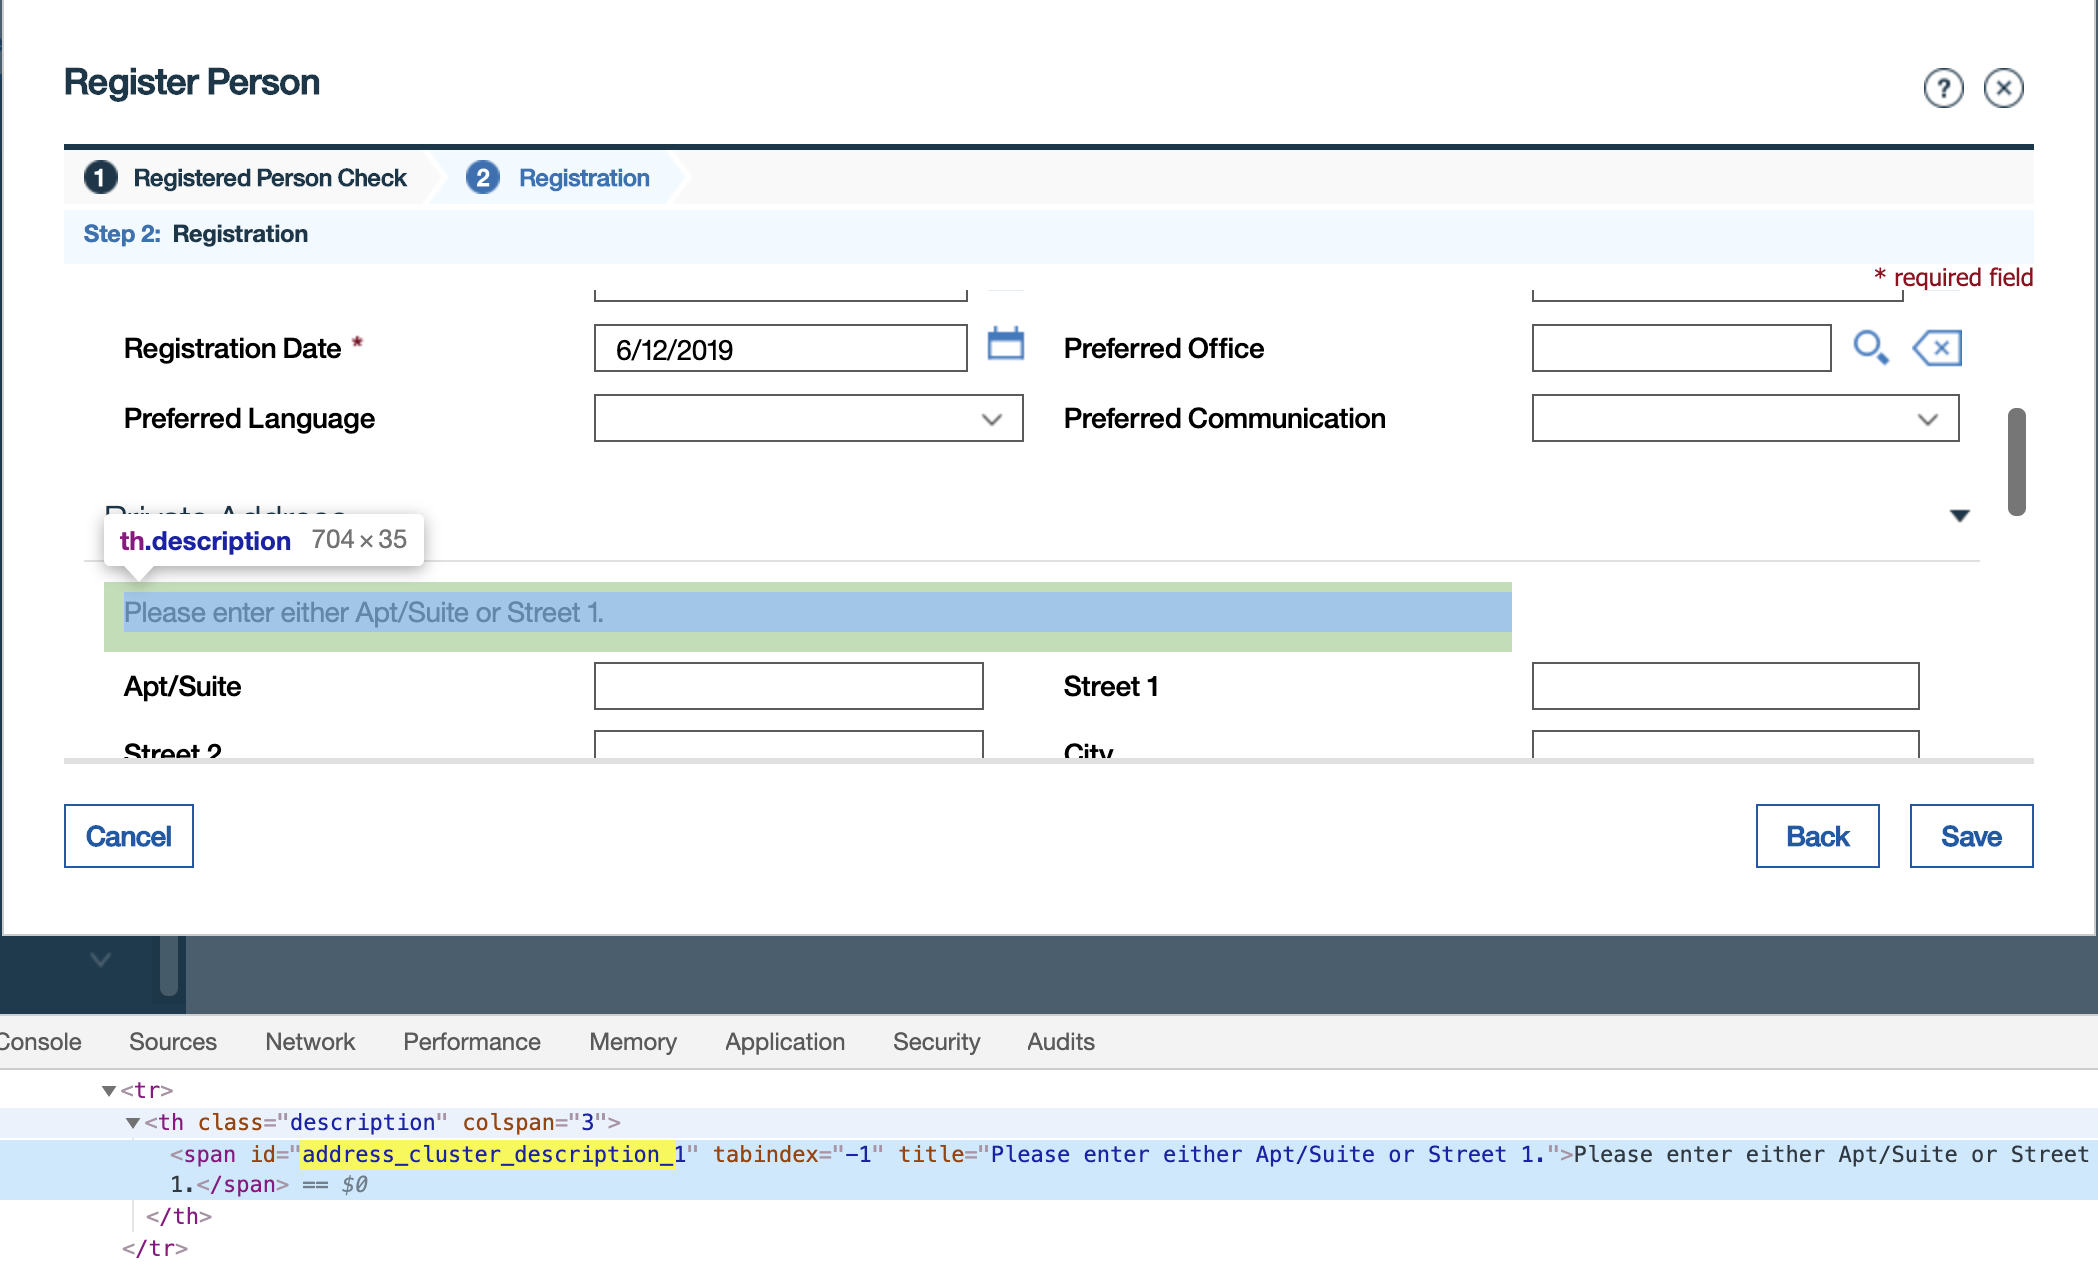 Register Person
?
1 Registered Person Check 2 Registration
Step 2: Registration
* required field
Registration Date * 6/12/2019 Preferred Office
Preferred Language Preferred Communication
Private Address
th.description 704 × 35
Please enter either Apt/Suite or Street 1.
Apt/Suite Street 1
Street 2 City
Cancel Back Save
Console Sources Network Performance Memory Application Security Audits
▼<tr>
▼<th class="description" colspan="3">
<span id="address_cluster_description_1" tabindex="-1" title="Please enter either Apt/Suite or Street 1.">Please enter either Apt/Suite or Street
1.</span> == $0
</th>
</tr>